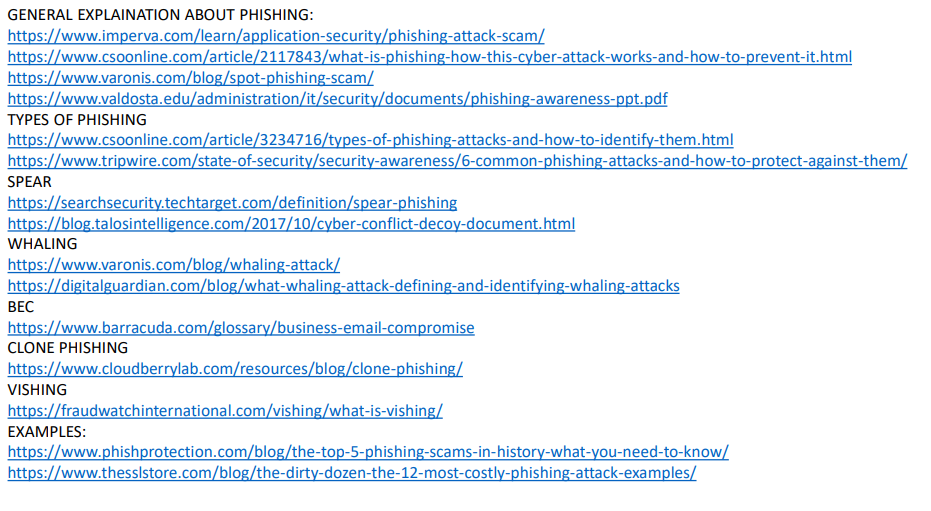 GENERAL EXPLAINATION ABOUT PHISHING:
https://www.imperva.com/learn/application-security/phishing-attack-scam/
https://www.csoonline.com/article/2117843/what-is-phishing-how-this-cyber-attack-works-and-how-to-prevent-it.html
https://www.varonis.com/blog/spot-phishing-scam/
https://www.valdosta.edu/administration/it/security/documents/phishing-awareness-ppt.pdf
TYPES OF PHISHING
https://www.csoonline.com/article/3234716/types-of-phishing-attacks-and-how-to-identify-them.html
https://www.tripwire.com/state-of-security/security-awareness/6-common-phishing-attacks-and-how-to-protect-against-them/
SPEAR
https://searchsecurity.techtarget.com/definition/spear-phishing
https://blog.talosintelligence.com/2017/10/cyber-conflict-decoy-document.html
WHALING
https://www.varonis.com/blog/whaling-attack/
https://digitalguardian.com/blog/what-whaling-attack-defining-and-identifying-whaling-attacks
BEC
https://www.barracuda.com/glossary/business-email-compromise
CLONE PHISHING
https://www.cloudberrylab.com/resources/blog/clone-phishing/
VISHING
https://fraudwatchinternational.com/vishing/what-is-vishing/
EXAMPLES:
https://www.phishprotection.com/blog/the-top-5-phishing-scams-in-history-what-you-need-to-know/
https://www.thesslstore.com/blog/the-dirty-dozen-the-12-most-costly-phishing-attack-examples/